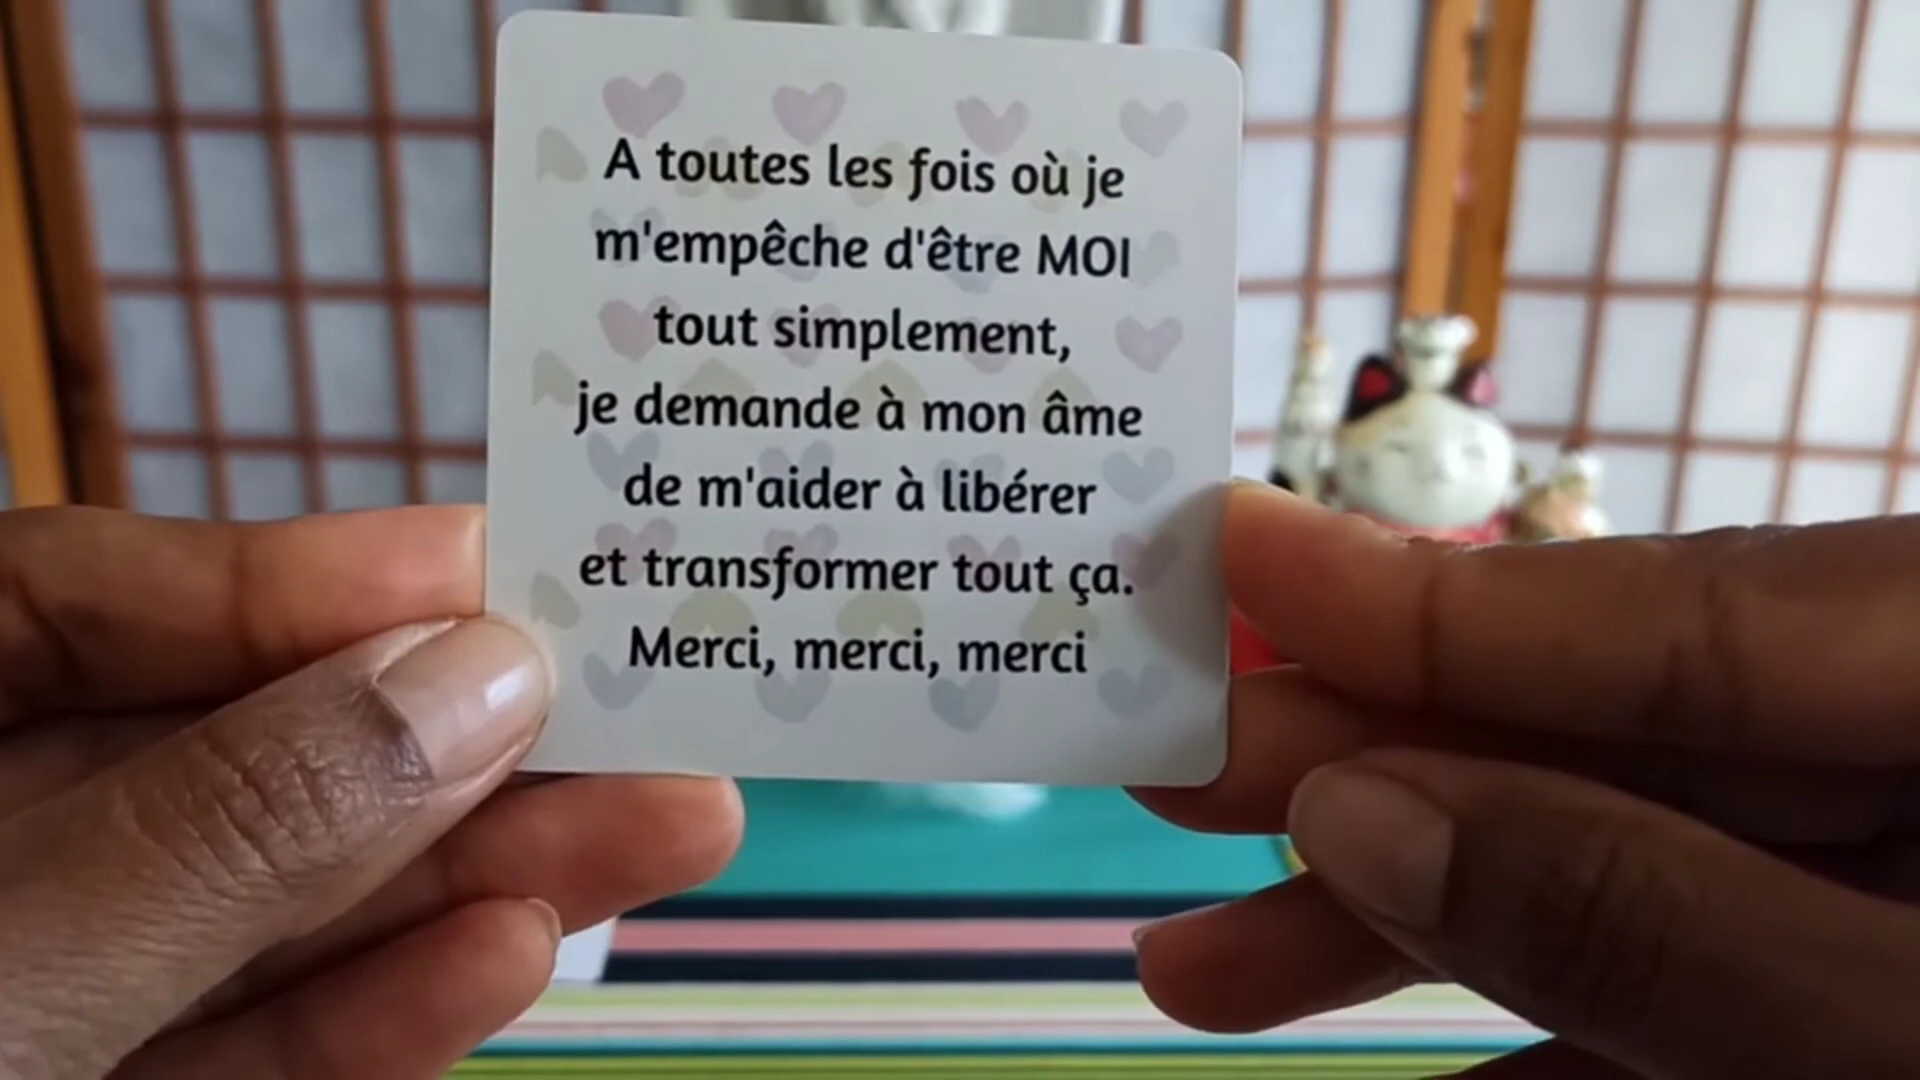 A toutes les fois où je
m'empêche d'être MOI
tout simplement,
je demande à mon âme
de m'aider à libérer
et transformer tout ça.
Merci, merci, merci